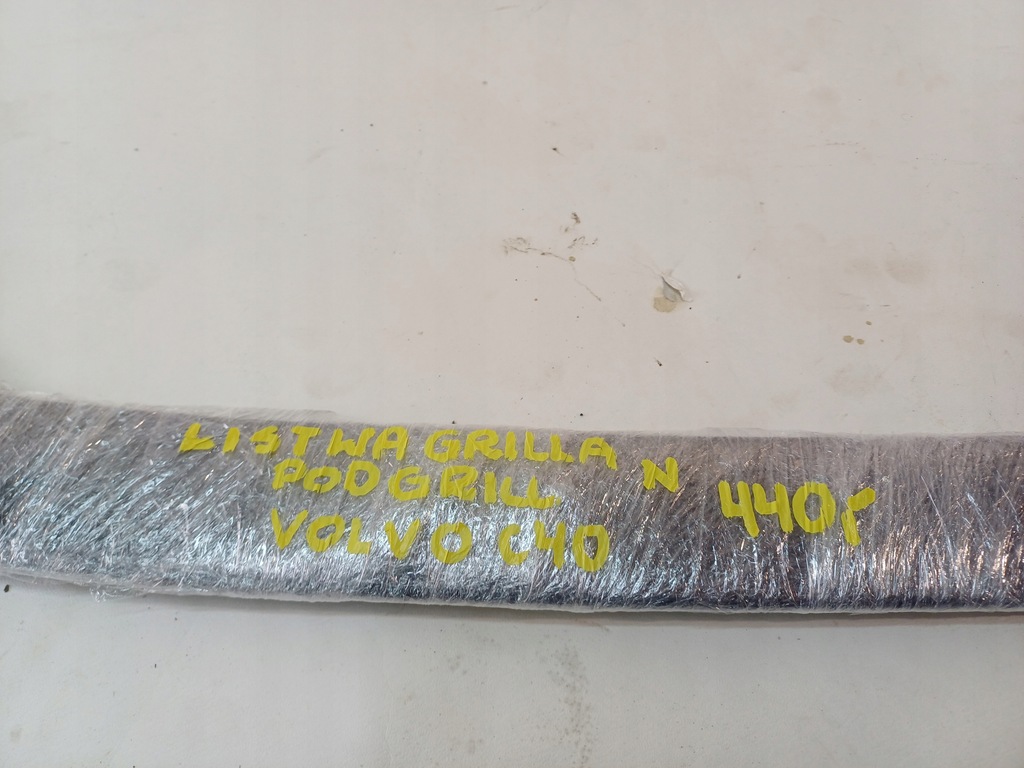 LISTWA GRILLA
PODGRILL N 440,-
VOLVO C40